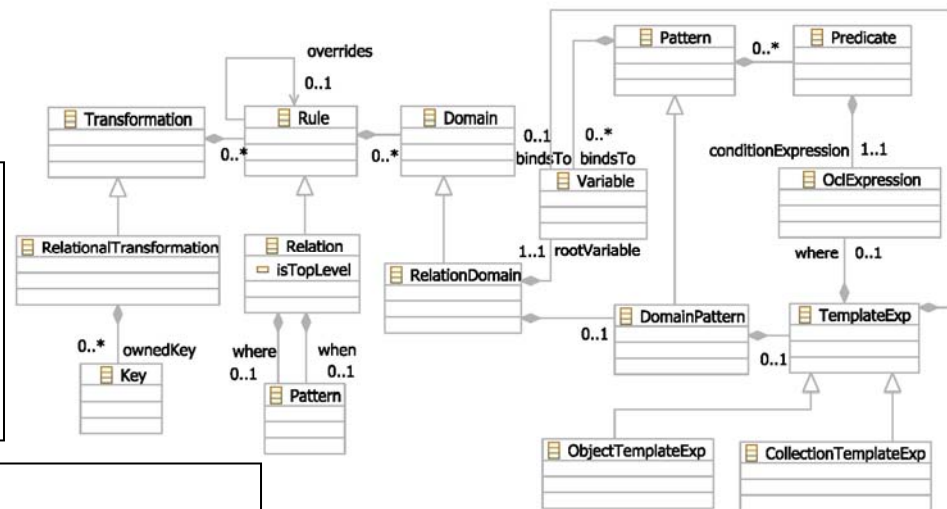 overrides
0..1
Pattern
0..*
Predicate
Transformation
0..*
Rule
0..*
Domain
0..1
bindsTo
0..*
bindsTo
Variable
conditionExpression
1..1
OclExpression
RelationalTransformation
Relation
isTopLevel
RelationDomain
1..1
rootVariable
where
0..1
0..1
DomainPattern
0..1
TemplateExp
0..*
ownedKey
Key
where
0..1
when
0..1
Pattern
ObjectTemplateExp
CollectionTemplateExp